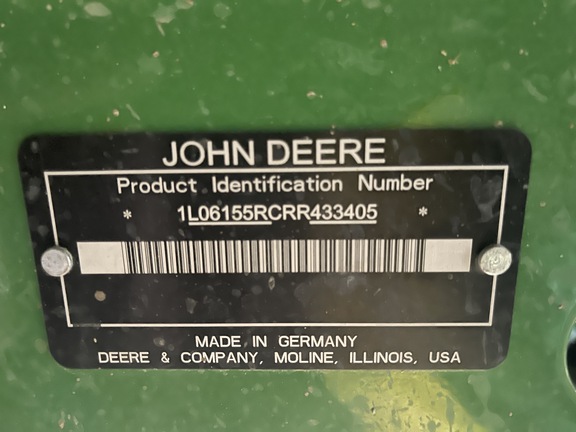 JOHN DEERE
Product Identification Number
* 1L06155RCRR433405 *
MADE IN GERMANY
DEERE & COMPANY, MOLINE, ILLINOIS, USA